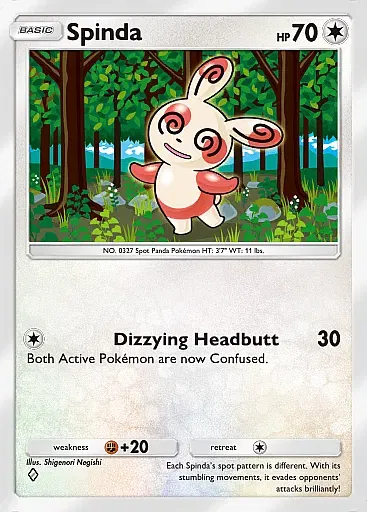 BASIC Spinda HP 70
NO. 0327 Spot Panda Pokémon HT: 3'7" WT: 11 lbs.
Dizzying Headbutt 30
Both Active Pokémon are now Confused.
weakness +20 retreat
Illus. Shigenori Negishi
Each Spinda's spot pattern is different. With its
stumbling movements, it evades opponents'
attacks brilliantly!